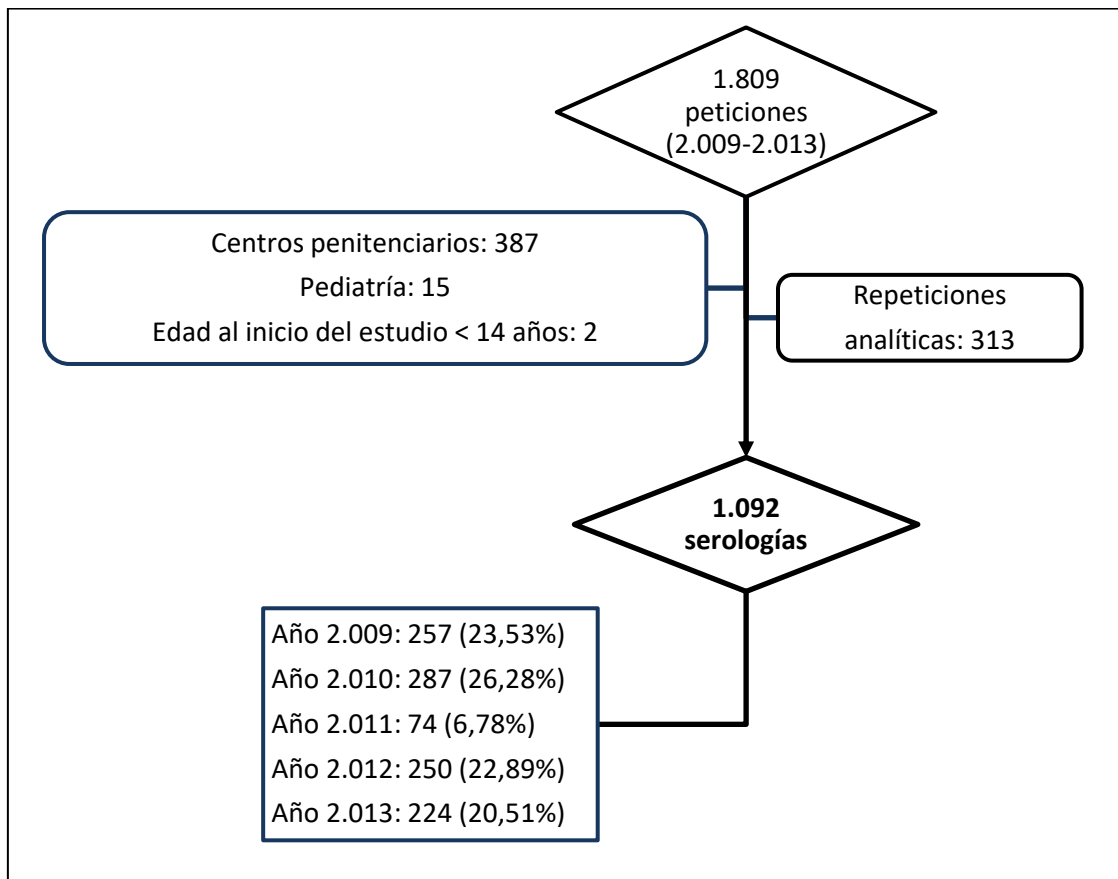 1.809
peticiones
(2.009-2.013)
Centros penitenciarios: 387
Pediatría: 15
Edad al inicio del estudio < 14 años: 2
Repeticiones
analíticas: 313
1.092
serologías
Año 2.009: 257 (23,53%)
Año 2.010: 287 (26,28%)
Año 2.011: 74 (6,78%)
Año 2.012: 250 (22,89%)
Año 2.013: 224 (20,51%)